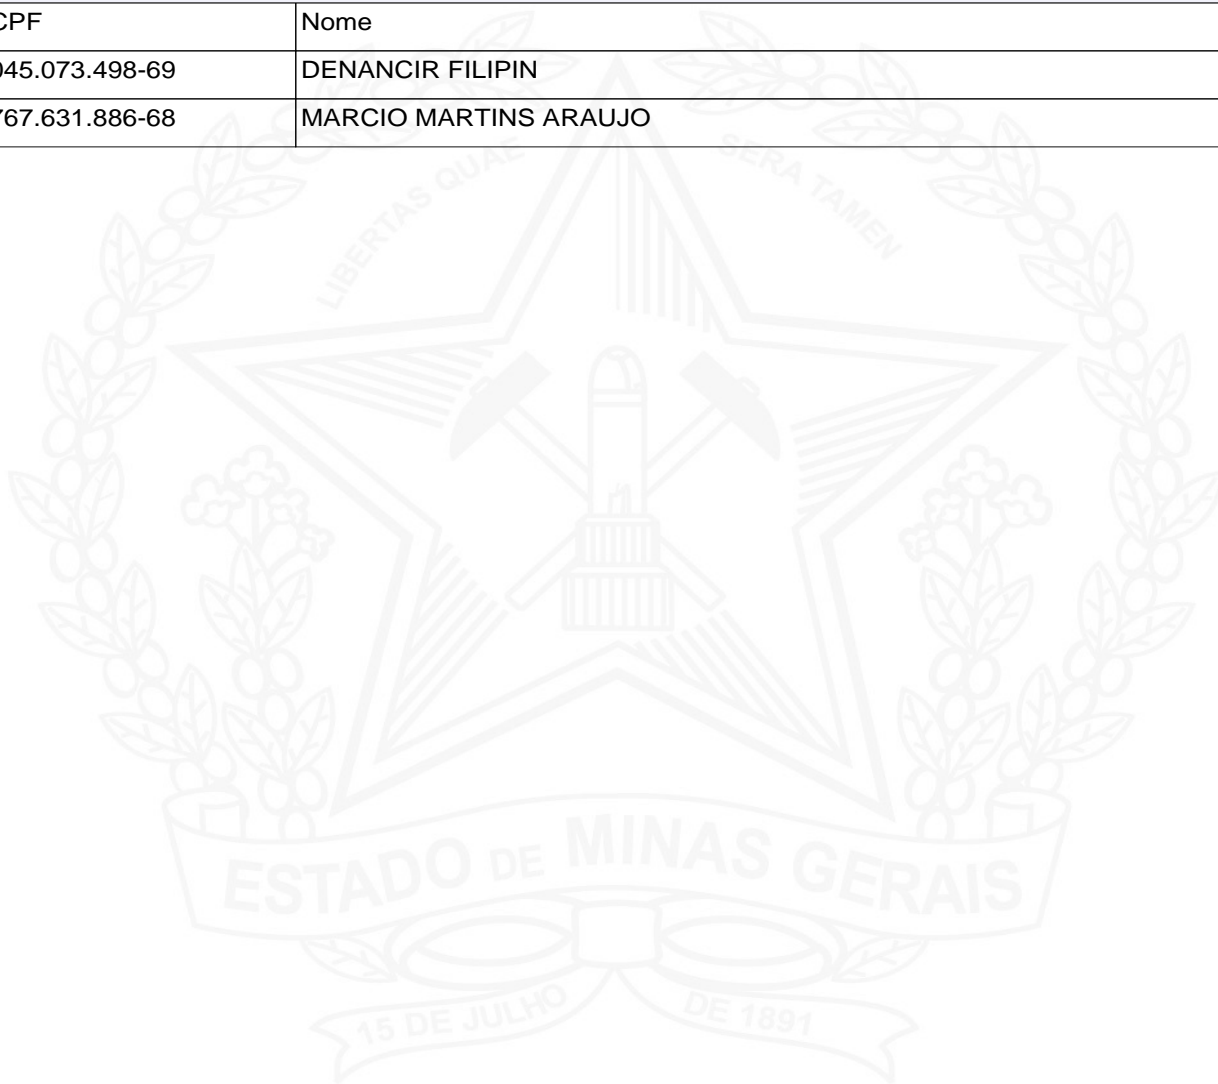 CPF Nome
045.073.498-69 DENANCIR FILIPIN
767.631.886-68 MARCIO MARTINS ARAUJO
LIBERTAS QUAE SERA TAMEN
ESTADO DE MINAS GERAIS
15 DE JULHO DE 1891